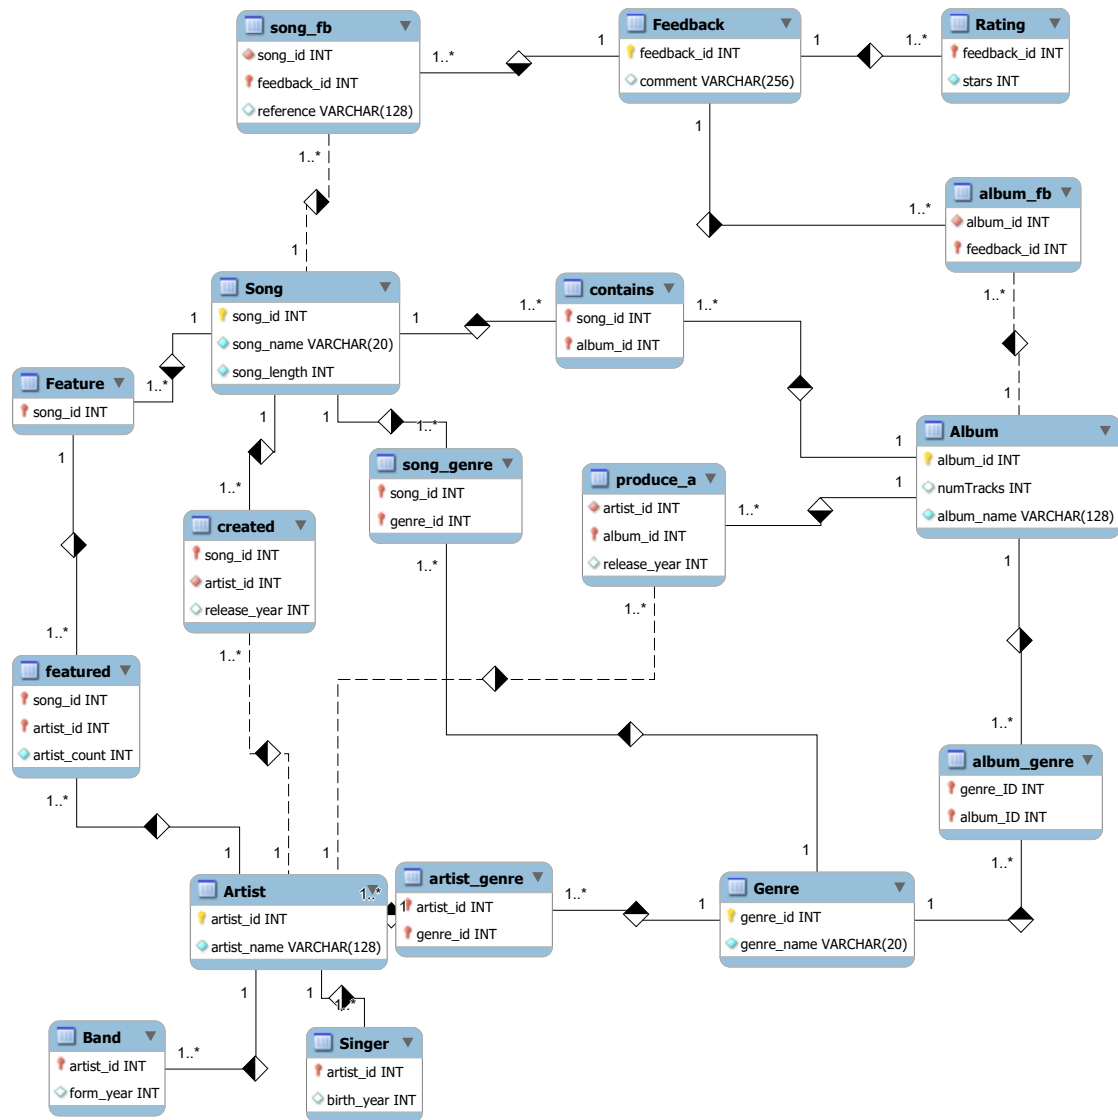 song_fb
song_id INT
feedback_id INT
reference VARCHAR(128)
Feedback
feedback_id INT
comment VARCHAR(256)
Rating
feedback_id INT
stars INT
1..*
1
1
1..*
1..*
1
1
1..*
album_fb
album_id INT
feedback_id INT
1..*
1
Song
song_id INT
song_name VARCHAR(20)
song_length INT
contains
song_id INT
album_id INT
1
1
1..*
1..*
1..*
1
1
1
1
Feature
song_id INT
1
1..*
Album
album_id INT
numTracks INT
album_name VARCHAR(128)
1
1
1
song_genre
song_id INT
genre_id INT
1..*
produce_a
artist_id INT
album_id INT
release_year INT
1..*
1..*
1..*
created
song_id INT
artist_id INT
release_year INT
1..*
1..*
featured
song_id INT
artist_id INT
artist_count INT
1..*
1..*
album_genre
genre_ID INT
album_ID INT
1..*
1
1
1
1
Artist
artist_id INT
artist_name VARCHAR(128)
1..*
1
artist_genre
artist_id INT
genre_id INT
1..*
1
Genre
genre_id INT
genre_name VARCHAR(20)
1
1
1
1..*
Band
artist_id INT
form_year INT
1..*
Singer
artist_id INT
birth_year INT